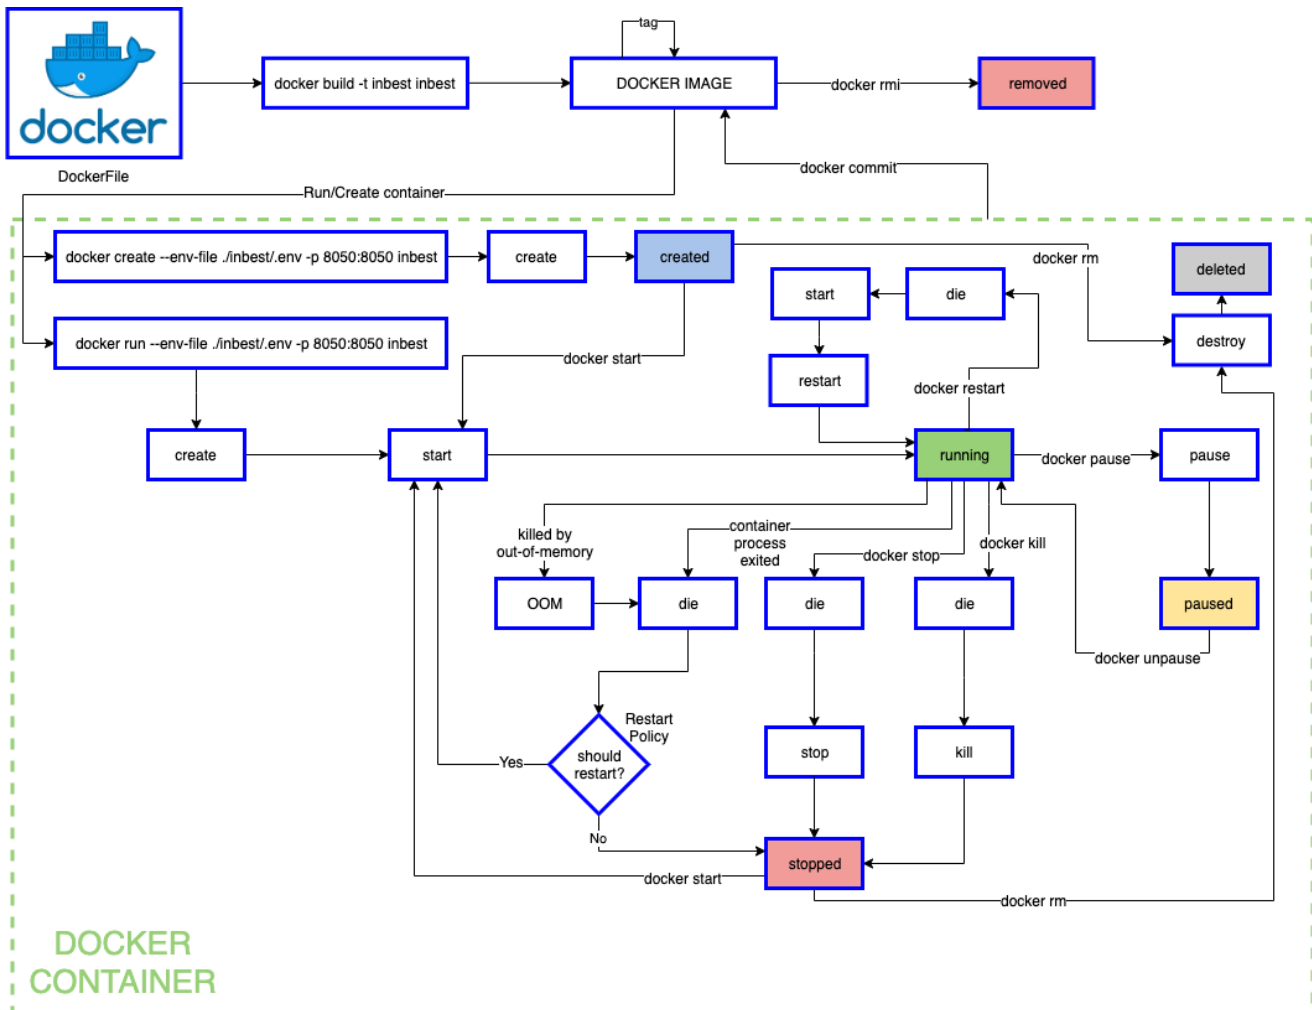 tag
docker build -t inbest inbest
DOCKER IMAGE
docker rmi
removed
docker
DockerFile
docker commit
Run/Create container
docker create --env-file ./inbest/.env -p 8050:8050 inbest
create
created
docker rm
deleted
start
die
docker run --env-file ./inbest/.env -p 8050:8050 inbest
destroy
docker start
restart
docker restart
create
start
running
docker pause
pause
killed by
out-of-memory
container
process
exited
docker stop
docker kill
OOM
die
die
die
paused
docker unpause
Restart
Policy
should
restart?
Yes
stop
kill
No
stopped
docker start
docker rm
DOCKER
CONTAINER